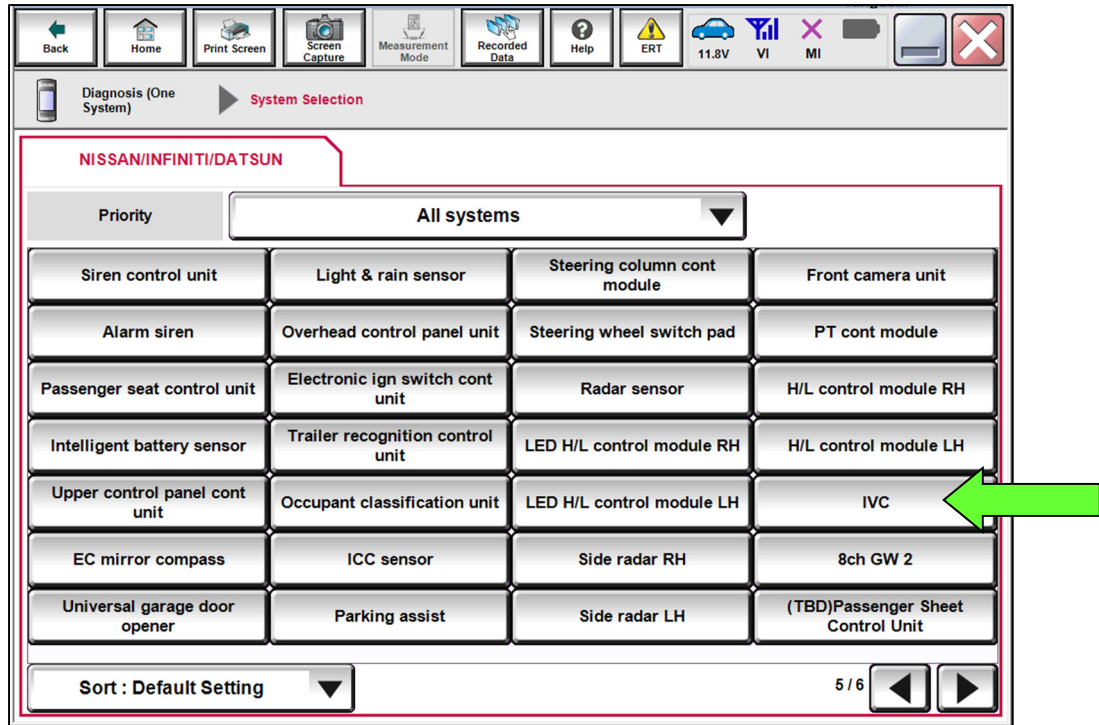 Back
Home
Print Screen
Screen
Capture
Measurement
Mode
Recorded
Data
Help
ERT
11.8V
VI
MI
Diagnosis (One
System)
System Selection
NISSAN/INFINITI/DATSUN
Priority
All systems
Siren control unit
Light & rain sensor
Steering column cont
module
Front camera unit
Alarm siren
Overhead control panel unit
Steering wheel switch pad
PT cont module
Passenger seat control unit
Electronic ign switch cont
unit
Radar sensor
H/L control module RH
Intelligent battery sensor
Trailer recognition control
unit
LED H/L control module RH
H/L control module LH
Upper control panel cont
unit
Occupant classification unit
LED H/L control module LH
IVC
EC mirror compass
ICC sensor
Side radar RH
8ch GW 2
Universal garage door
opener
Parking assist
Side radar LH
(TBD)Passenger Sheet
Control Unit
Sort : Default Setting
5 / 6